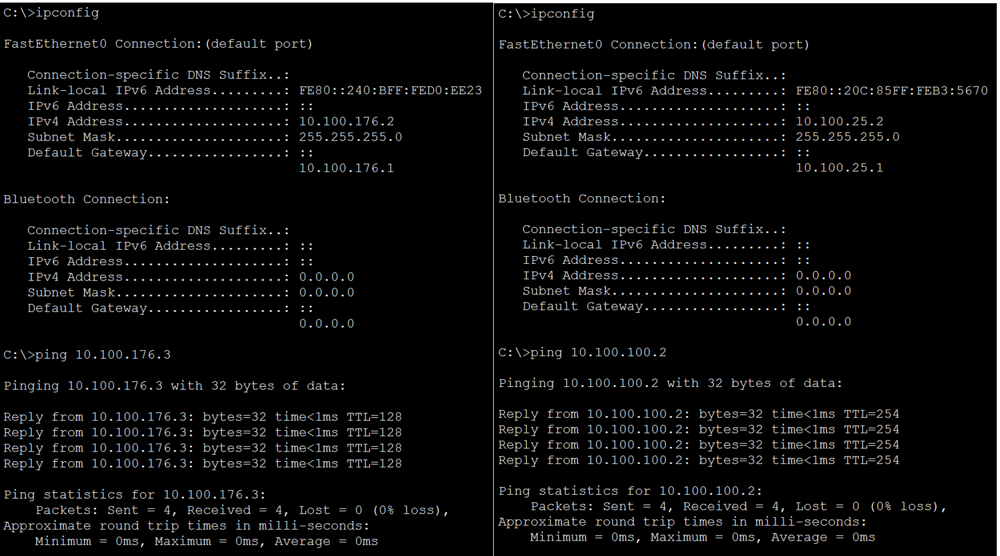 C:\>ipconfig

FastEthernet0 Connection:(default port)

   Connection-specific DNS Suffix..:
   Link-local IPv6 Address.........: FE80::240:BFF:FED0:EE23
   IPv6 Address....................: ::
   IPv4 Address....................: 10.100.176.2
   Subnet Mask.....................: 255.255.255.0
   Default Gateway.................: ::
                                     10.100.176.1

Bluetooth Connection:

   Connection-specific DNS Suffix..:
   Link-local IPv6 Address.........: ::
   IPv6 Address....................: ::
   IPv4 Address....................: 0.0.0.0
   Subnet Mask.....................: 0.0.0.0
   Default Gateway.................: ::
                                     0.0.0.0

C:\>ping 10.100.176.3

Pinging 10.100.176.3 with 32 bytes of data:

Reply from 10.100.176.3: bytes=32 time<1ms TTL=128
Reply from 10.100.176.3: bytes=32 time<1ms TTL=128
Reply from 10.100.176.3: bytes=32 time<1ms TTL=128
Reply from 10.100.176.3: bytes=32 time<1ms TTL=128

Ping statistics for 10.100.176.3:
    Packets: Sent = 4, Received = 4, Lost = 0 (0% loss),
Approximate round trip times in milli-seconds:
    Minimum = 0ms, Maximum = 0ms, Average = 0ms

C:\>ipconfig

FastEthernet0 Connection:(default port)

   Connection-specific DNS Suffix..:
   Link-local IPv6 Address.........: FE80::20C:85FF:FEB3:5670
   IPv6 Address....................: ::
   IPv4 Address....................: 10.100.25.2
   Subnet Mask.....................: 255.255.255.0
   Default Gateway.................: ::
                                     10.100.25.1

Bluetooth Connection:

   Connection-specific DNS Suffix..:
   Link-local IPv6 Address.........: ::
   IPv6 Address....................: ::
   IPv4 Address....................: 0.0.0.0
   Subnet Mask.....................: 0.0.0.0
   Default Gateway.................: ::
                                     0.0.0.0

C:\>ping 10.100.100.2

Pinging 10.100.100.2 with 32 bytes of data:

Reply from 10.100.100.2: bytes=32 time<1ms TTL=254
Reply from 10.100.100.2: bytes=32 time<1ms TTL=254
Reply from 10.100.100.2: bytes=32 time<1ms TTL=254
Reply from 10.100.100.2: bytes=32 time<1ms TTL=254

Ping statistics for 10.100.100.2:
    Packets: Sent = 4, Received = 4, Lost = 0 (0% loss),
Approximate round trip times in milli-seconds:
    Minimum = 0ms, Maximum = 0ms, Average = 0ms